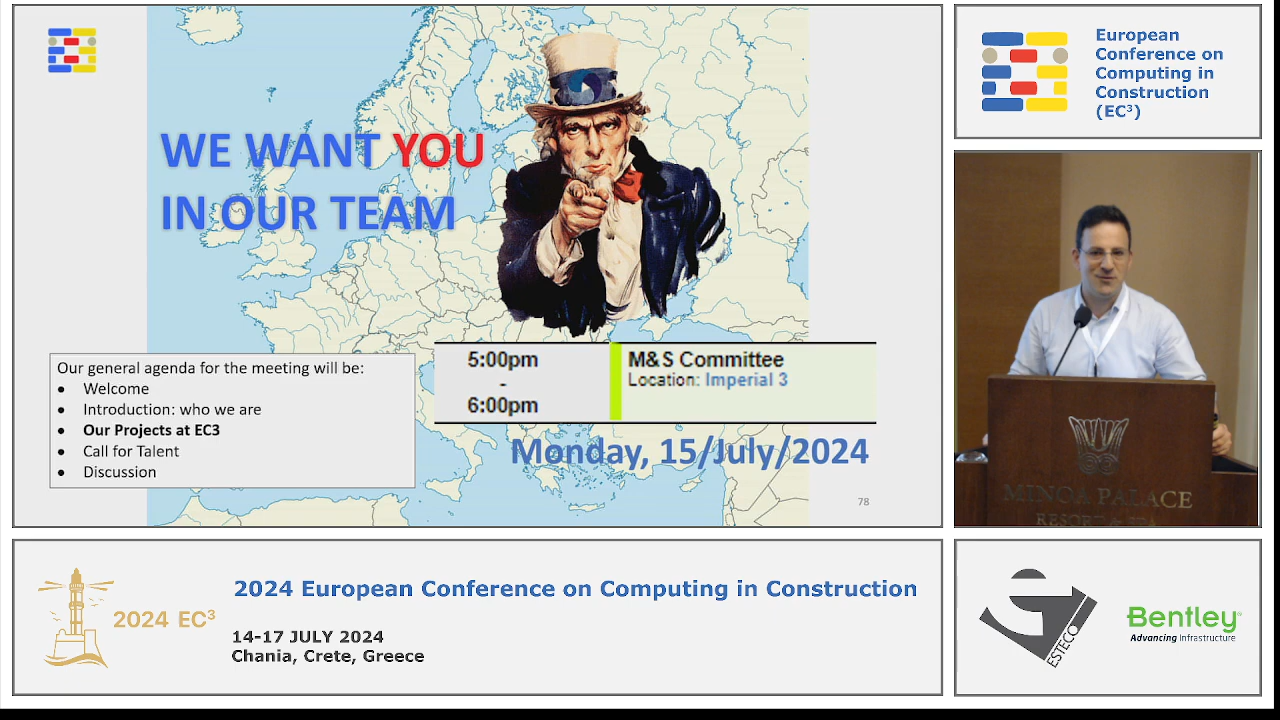 WE WANT YOU
IN OUR TEAM
Our general agenda for the meeting will be:
• Welcome
• Introduction: who we are
• Our Projects at EC3
• Call for Talent
• Discussion
5:00pm
-
6:00pm
M&S Committee
Location: Imperial 3
Monday, 15/July/2024
78
European
Conference on
Computing in
Construction
(EC³)
MINOA PALACE
RESORT & SPA
2024 EC³
2024 European Conference on Computing in Construction
14-17 JULY 2024
Chania, Crete, Greece
ESTECO
Bentley
Advancing Infrastructure